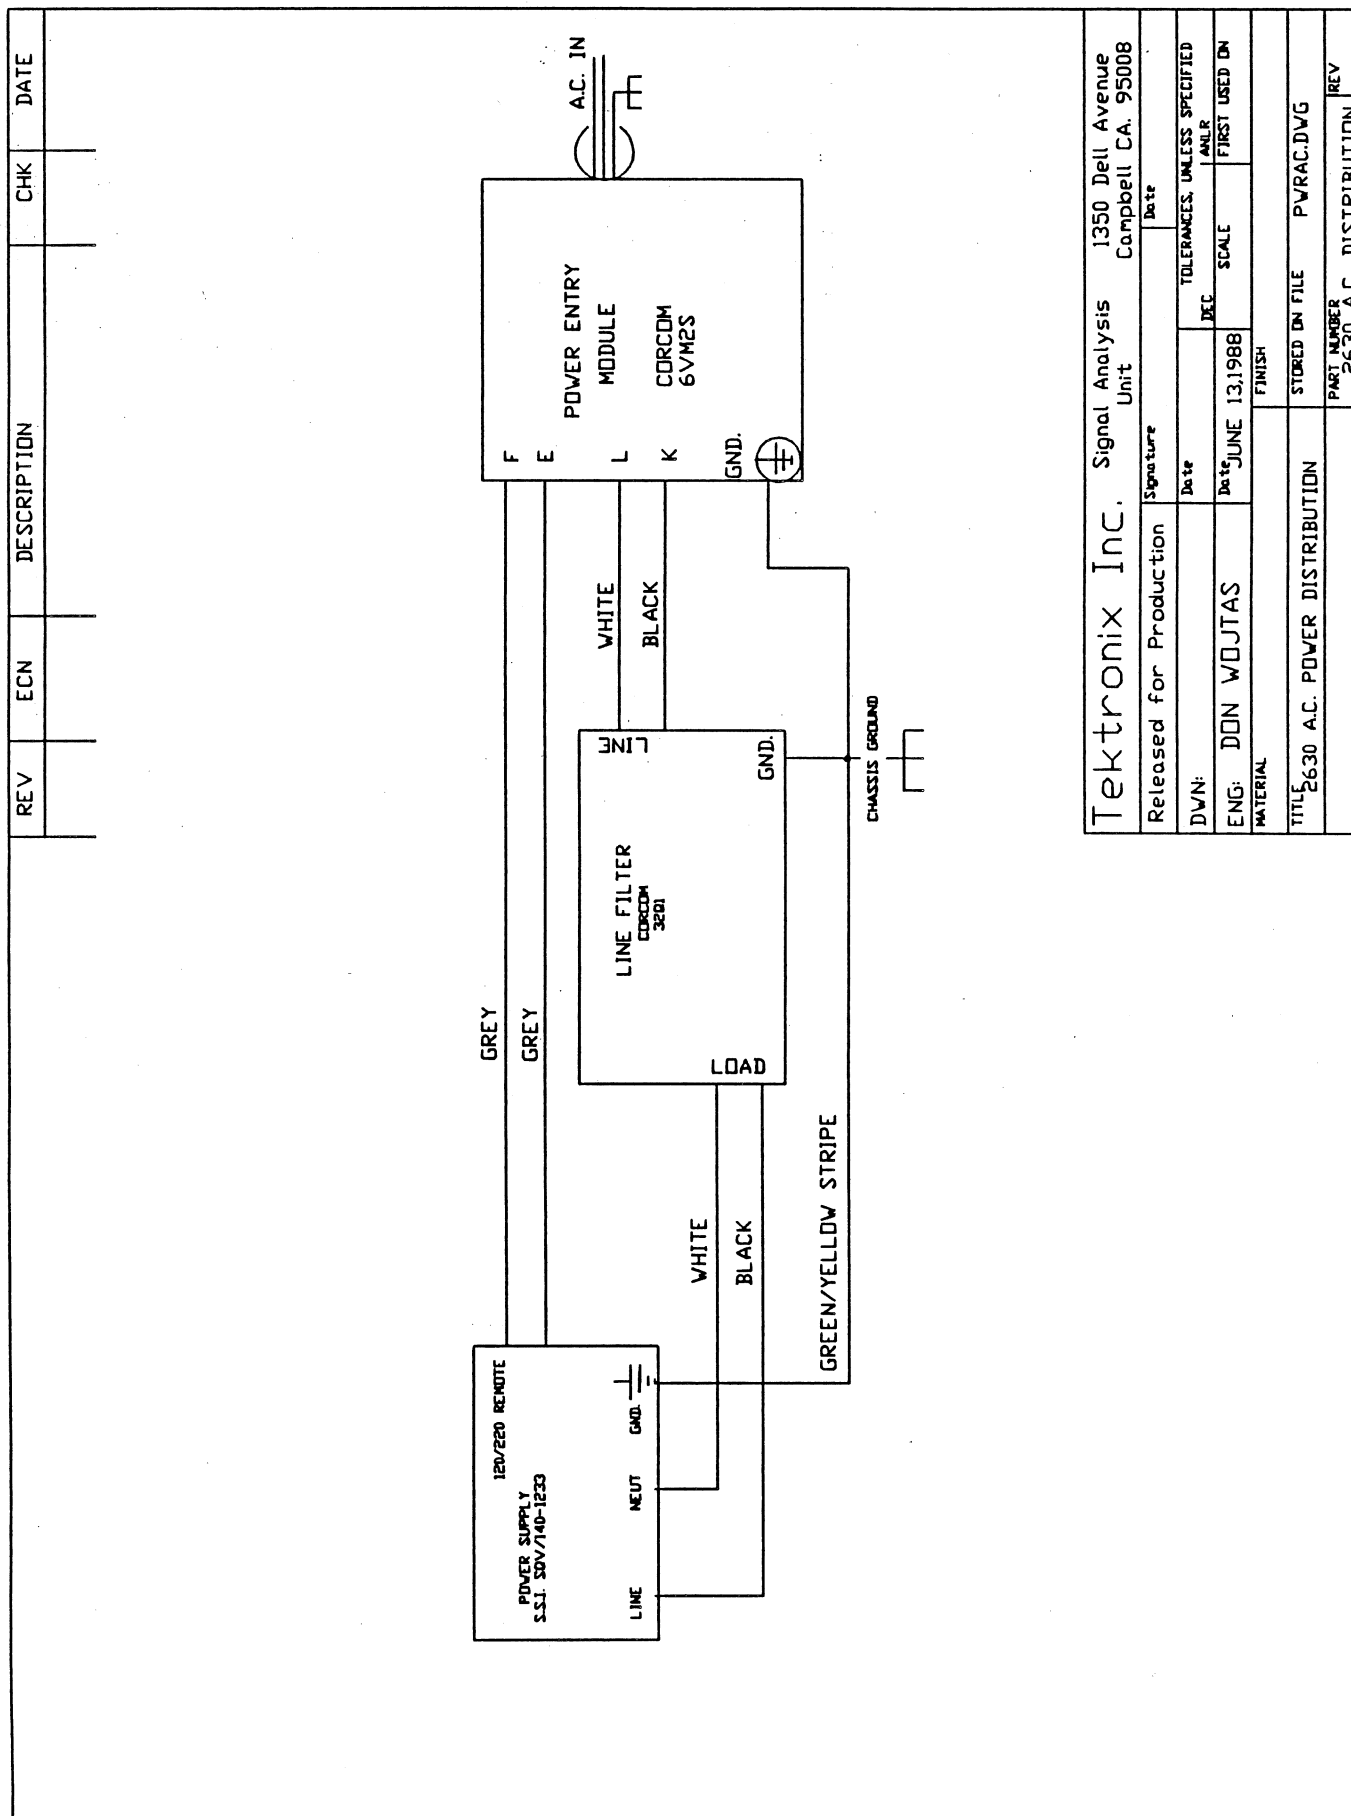 REV ECN DESCRIPTION CHK DATE
A.C. IN
GREY
GREY
F
E
L
K
GND.
POWER ENTRY
MODULE
CORCOM
6VM2S
WHITE
BLACK
LINE
GND.
LINE FILTER
CORCOM
32Q1
LOAD
CHASSIS GROUND
120/220 REMOTE
POWER SUPPLY
S.S.I. SQV/140-1233
LINE NEUT GND.
WHITE
BLACK
GREEN/YELLOW STRIPE
Tektronix Inc. Signal Analysis Unit
1350 Dell Avenue
Campbell CA. 95008
Released for Production Signature Date
DWN: Date
TOLERANCES, UNLESS SPECIFIED
DEC ANLR
ENG: DON WOJTAS Date JUNE 13,1988 SCALE FIRST USED ON
MATERIAL FINISH
TITLE 2630 A.C. POWER DISTRIBUTION
STORED ON FILE PWRAC.DWG
PART NUMBER REV
2630 A.C. DISTRIBUTION